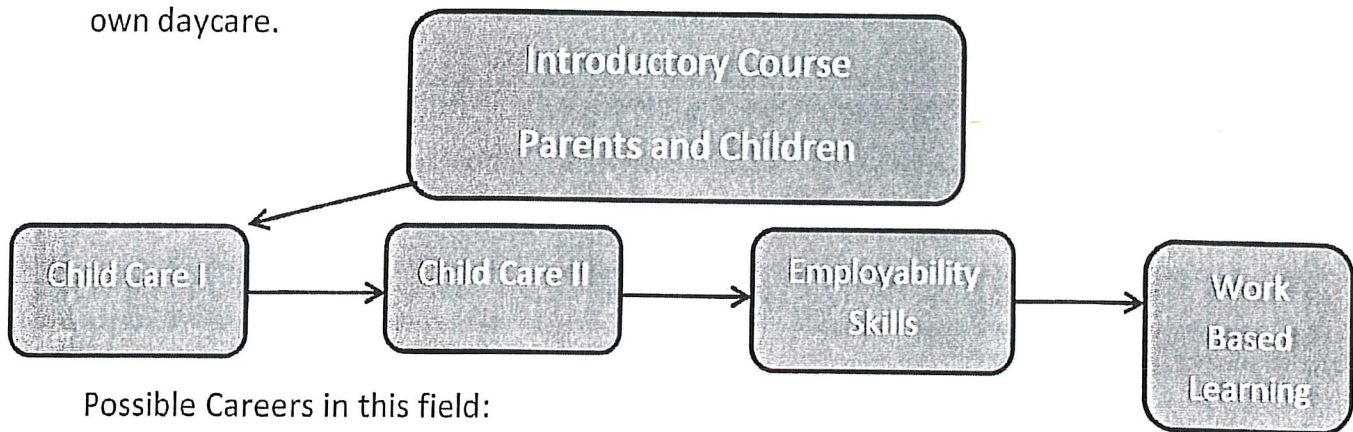 own daycare.
Introductory Course
Parents and Children
Child Care I
Child Care II
Employability
Skills
Work
Based
Learning
Possible Careers in this field: